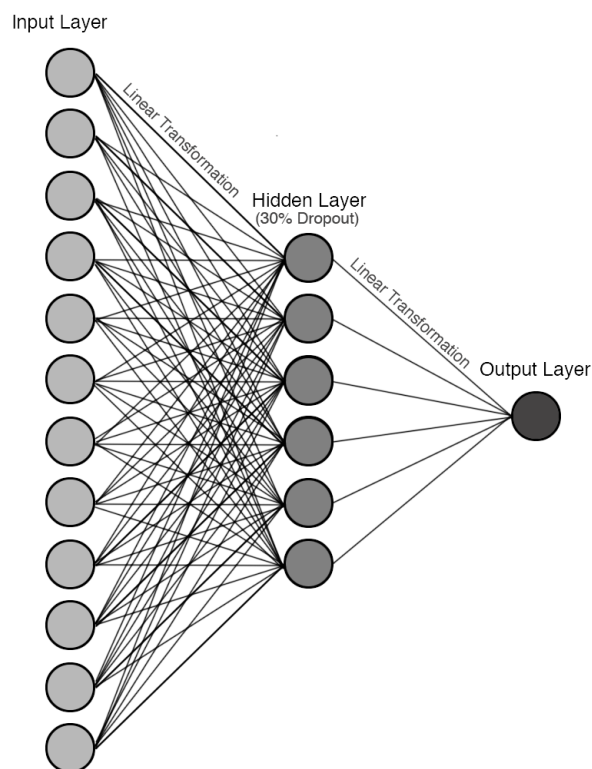 Input Layer
Linear Transformation
Hidden Layer
(30% Dropout)
Linear Transformation
Output Layer